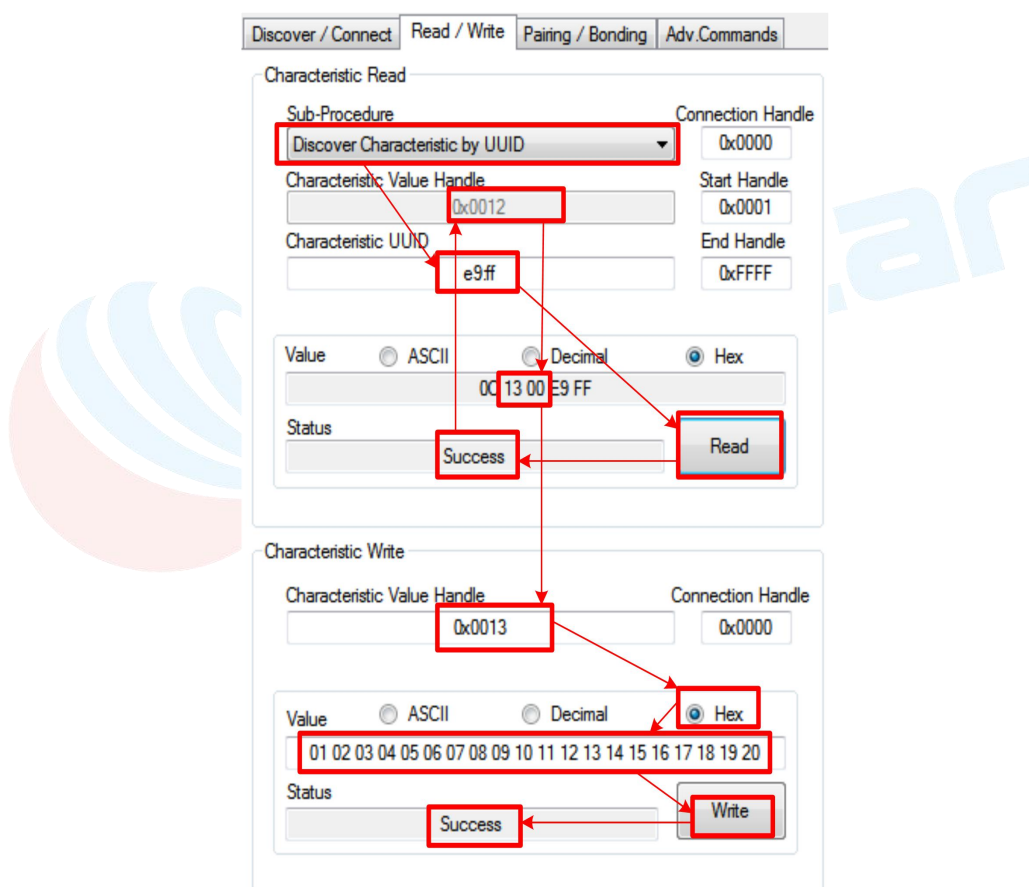 Discover / Connect Read / Write Pairing / Bonding Adv.Commands
Characteristic Read
Sub-Procedure Connection Handle
Discover Characteristic by UUID 0x0000
Characteristic Value Handle Start Handle
0x0012 0x0001
Characteristic UUID End Handle
e9:ff 0xFFFF
Value ASCII Decimal Hex
0C 13 00 E9 FF
Status
Success Read
Characteristic Write
Characteristic Value Handle Connection Handle
0x0013 0x0000
Value ASCII Decimal Hex
01 02 03 04 05 06 07 08 09 10 11 12 13 14 15 16 17 18 19 20
Status
Success Write